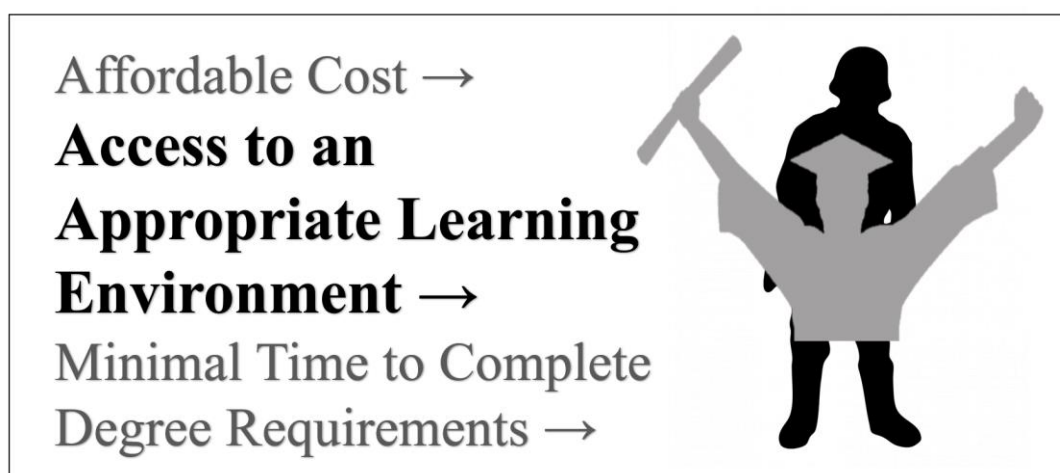 Affordable Cost →
Access to an
Appropriate Learning
Environment →
Minimal Time to Complete
Degree Requirements →